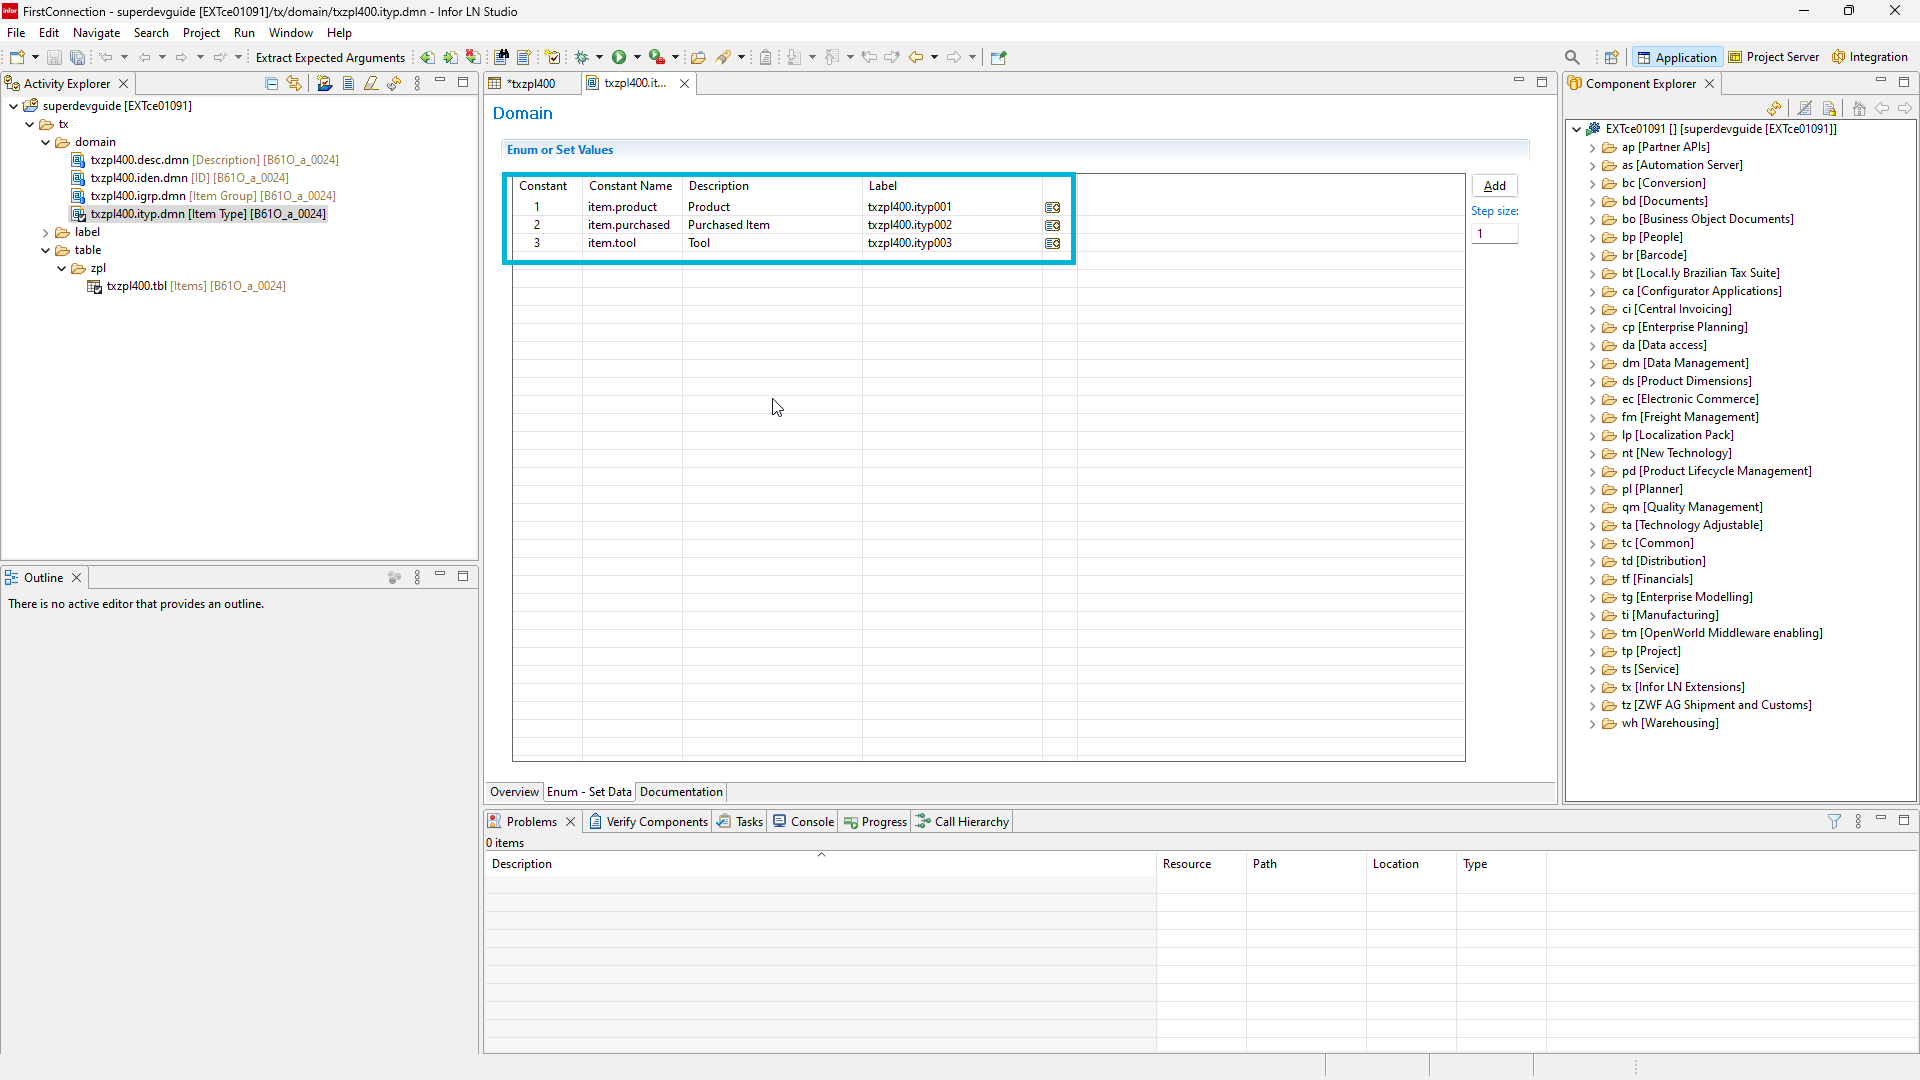 infor FirstConnection - superdevguide [EXTce01091]/tx/domain/txzpl400.ityp.dmn - Infor LN Studio
File Edit Navigate Search Project Run Window Help
Extract Expected Arguments
Application Project Server Integration
Activity Explorer
superdevguide [EXTce01091]
tx
domain
txzpl400.desc.dmn [Description] [B61O_a_0024]
txzpl400.iden.dmn [ID] [B61O_a_0024]
txzpl400.igrp.dmn [Item Group] [B61O_a_0024]
txzpl400.ityp.dmn [Item Type] [B61O_a_0024]
label
table
zpl
txzpl400.tbl [Items] [B61O_a_0024]
Outline
There is no active editor that provides an outline.
*txzpl400 txzpl400.it...
Domain
Enum or Set Values
Constant Constant Name Description Label
1 item.product Product txzpl400.ityp001
2 item.purchased Purchased Item txzpl400.ityp002
3 item.tool Tool txzpl400.ityp003
Add
Step size:
1
Overview Enum - Set Data Documentation
Problems Verify Components Tasks Console Progress Call Hierarchy
0 items
Description Resource Path Location Type
Component Explorer
EXTce01091 [] [superdevguide [EXTce01091]]
ap [Partner APIs]
as [Automation Server]
bc [Conversion]
bd [Documents]
bo [Business Object Documents]
bp [People]
br [Barcode]
bt [Local.ly Brazilian Tax Suite]
ca [Configurator Applications]
ci [Central Invoicing]
cp [Enterprise Planning]
da [Data access]
dm [Data Management]
ds [Product Dimensions]
ec [Electronic Commerce]
fm [Freight Management]
lp [Localization Pack]
nt [New Technology]
pd [Product Lifecycle Management]
pl [Planner]
qm [Quality Management]
ta [Technology Adjustable]
tc [Common]
td [Distribution]
tf [Financials]
tg [Enterprise Modelling]
ti [Manufacturing]
tm [OpenWorld Middleware enabling]
tp [Project]
ts [Service]
tx [Infor LN Extensions]
tz [ZWF AG Shipment and Customs]
wh [Warehousing]